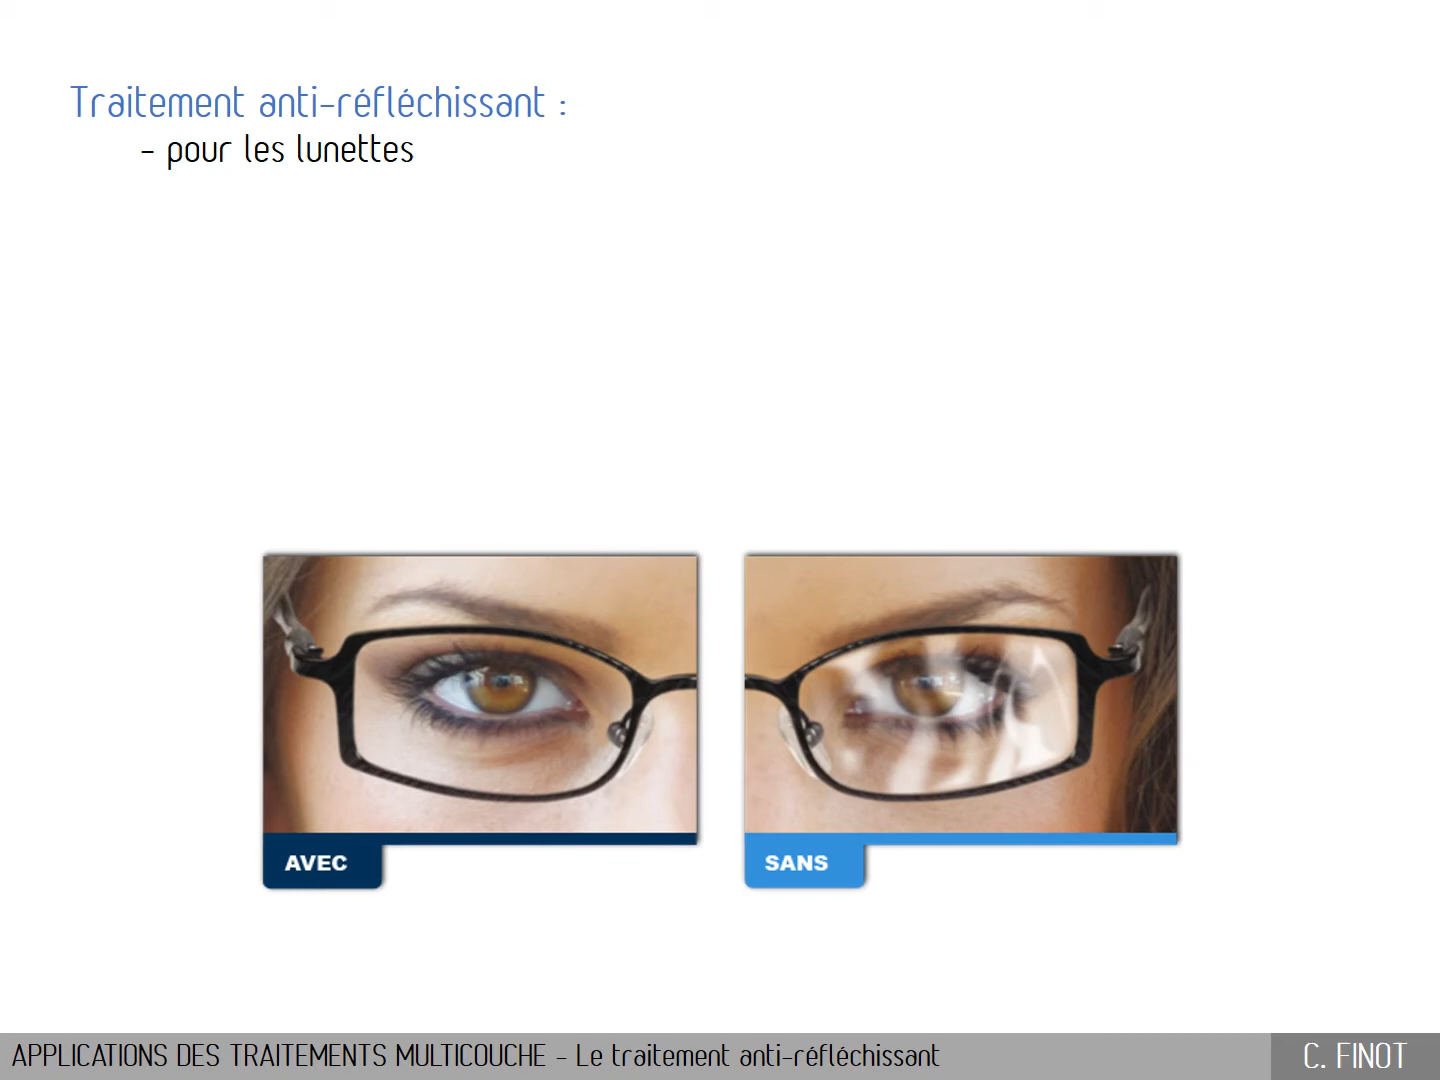 Traitement anti-réfléchissant :
- pour les lunettes
AVEC
SANS
APPLICATIONS DES TRAITEMENTS MULTICOUCHE - Le traitement anti-réfléchissant
C. FINOT